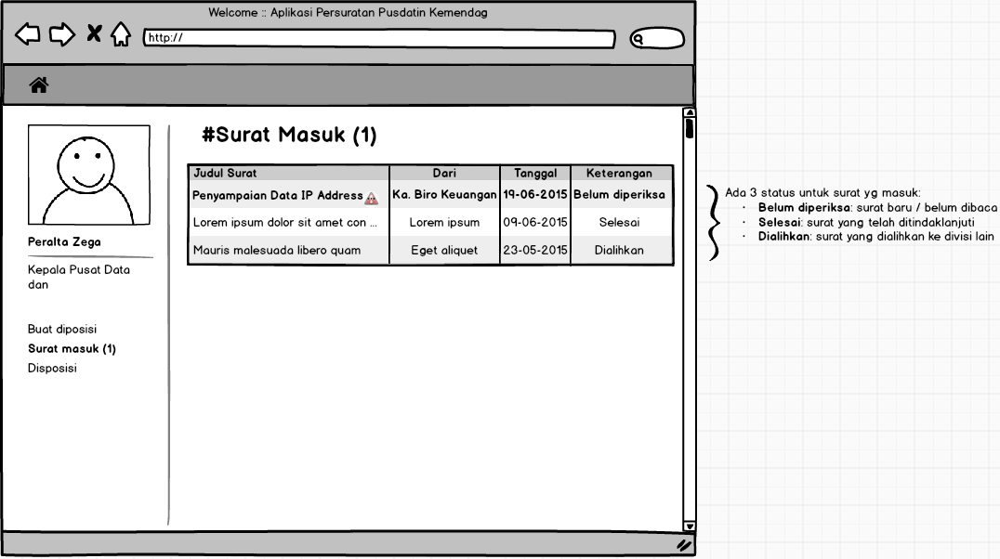 Welcome :: Aplikasi Persuratan Pusdatin Kemendag
http://
#Surat Masuk (1)
Judul Surat Dari Tanggal Keterangan
Penyampaian Data IP Address Ka. Biro Keuangan 19-06-2015 Belum diperiksa
Lorem ipsum dolor sit amet con ... Lorem ipsum 09-06-2015 Selesai
Mauris malesuada libero quam Eget aliquet 23-05-2015 Dialihkan
Peralta Zega
Kepala Pusat Data
dan
Buat diposisi
Surat masuk (1)
Disposisi
Ada 3 status untuk surat yg masuk:
· Belum diperiksa: surat baru / belum dibaca
· Selesai: surat yang telah ditindaklanjuti
· Dialihkan: surat yang dialihkan ke divisi lain